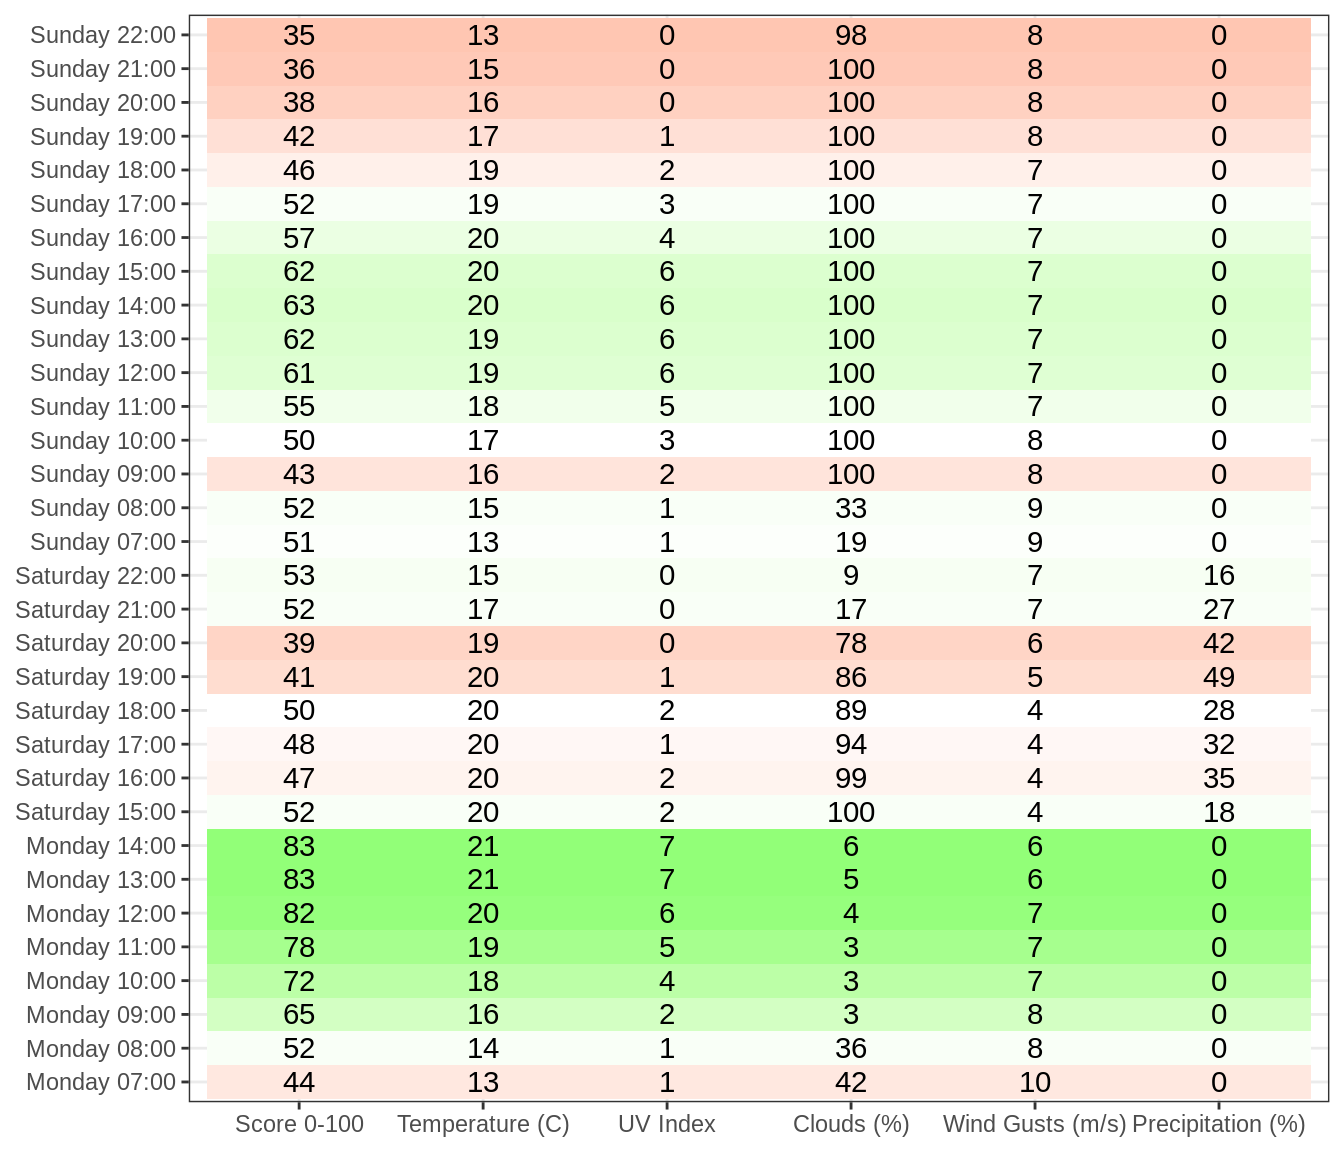 Sunday 22:00 35 13 0 98 8 0
Sunday 21:00 36 15 0 100 8 0
Sunday 20:00 38 16 0 100 8 0
Sunday 19:00 42 17 1 100 8 0
Sunday 18:00 46 19 2 100 7 0
Sunday 17:00 52 19 3 100 7 0
Sunday 16:00 57 20 4 100 7 0
Sunday 15:00 62 20 6 100 7 0
Sunday 14:00 63 20 6 100 7 0
Sunday 13:00 62 19 6 100 7 0
Sunday 12:00 61 19 6 100 7 0
Sunday 11:00 55 18 5 100 7 0
Sunday 10:00 50 17 3 100 8 0
Sunday 09:00 43 16 2 100 8 0
Sunday 08:00 52 15 1 33 9 0
Sunday 07:00 51 13 1 19 9 0
Saturday 22:00 53 15 0 9 7 16
Saturday 21:00 52 17 0 17 7 27
Saturday 20:00 39 19 0 78 6 42
Saturday 19:00 41 20 1 86 5 49
Saturday 18:00 50 20 2 89 4 28
Saturday 17:00 48 20 1 94 4 32
Saturday 16:00 47 20 2 99 4 35
Saturday 15:00 52 20 2 100 4 18
Monday 14:00 83 21 7 6 6 0
Monday 13:00 83 21 7 5 6 0
Monday 12:00 82 20 6 4 7 0
Monday 11:00 78 19 5 3 7 0
Monday 10:00 72 18 4 3 7 0
Monday 09:00 65 16 2 3 8 0
Monday 08:00 52 14 1 36 8 0
Monday 07:00 44 13 1 42 10 0
Score 0-100 Temperature (C) UV Index Clouds (%) Wind Gusts (m/s) Precipitation (%)